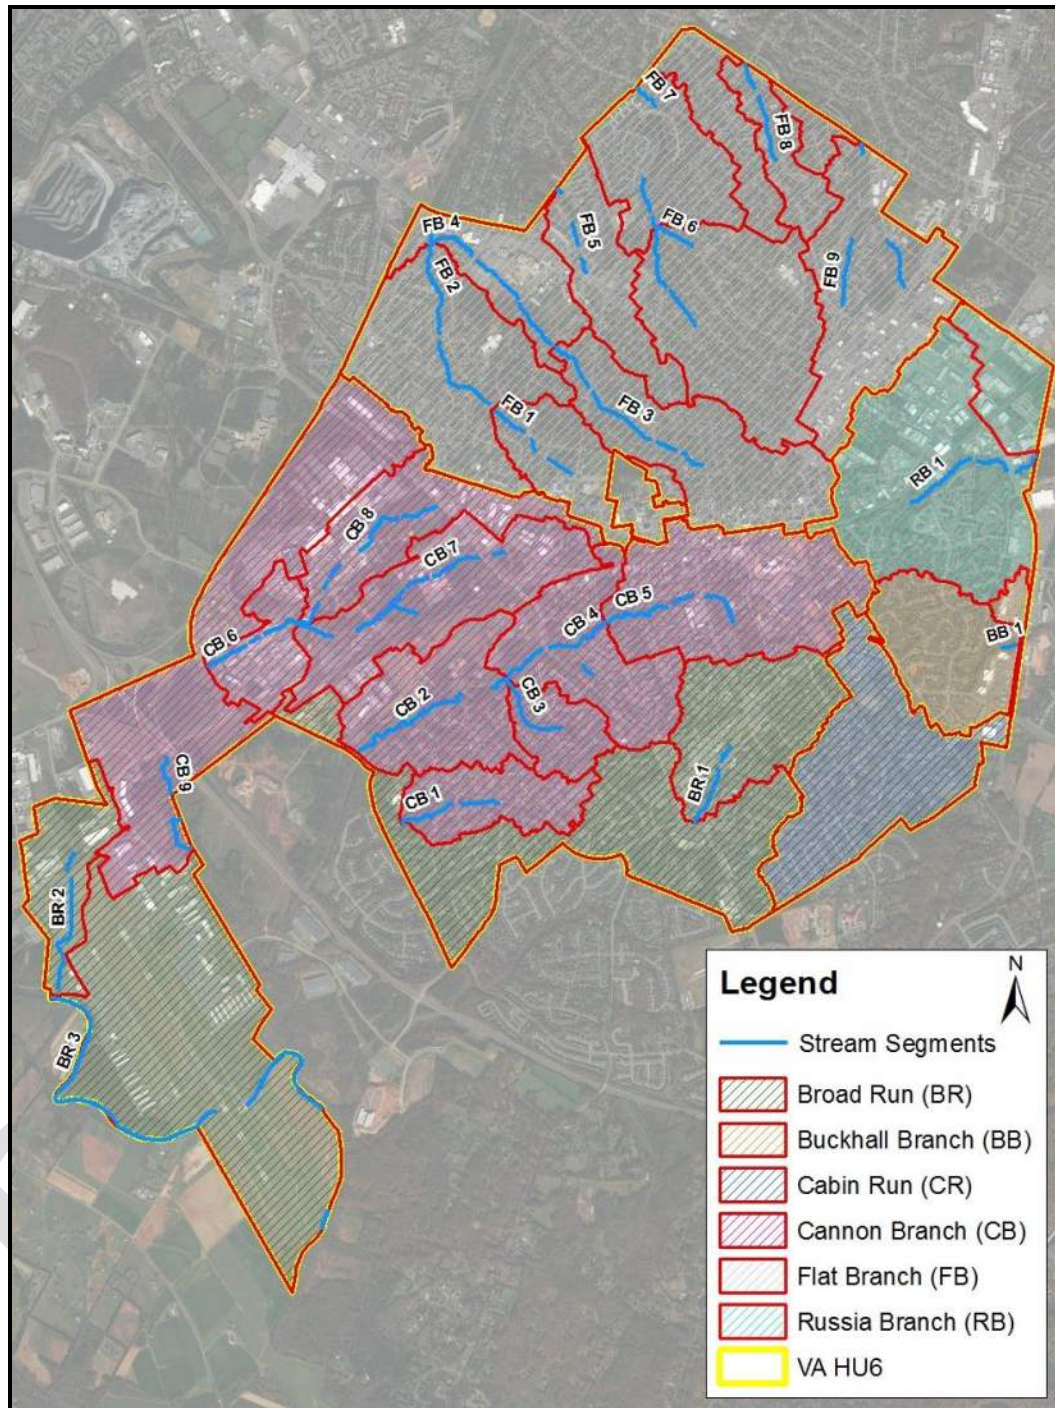 FB 7
FB 8
FB 4
FB 6
FB 5
FB 2
FB 9
FB 1
FB 3
RB 1
CB 8
CB 7
CB 5
CB 4
CB 6
BB 1
CB 2
CB 3
CB 9
BR 1
CB 1
BR 2
BR 3
Legend
N
Stream Segments
Broad Run (BR)
Buckhall Branch (BB)
Cabin Run (CR)
Cannon Branch (CB)
Flat Branch (FB)
Russia Branch (RB)
VA HU6